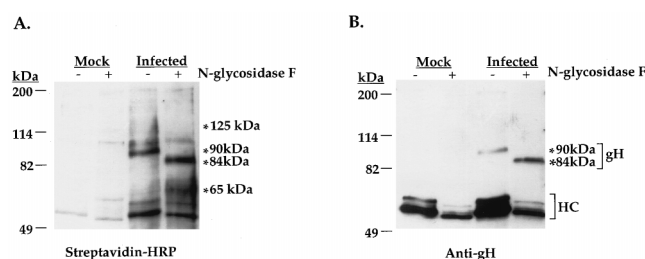 A.
Mock Infected
kDa - + - + N-glycosidase F
200
114
*125 kDa
*90kDa
*84kDa
82
*65 kDa
49
Streptavidin-HRP
B.
Mock Infected
kDa - + - + N-glycosidase F
200
114
*90kDa
*84kDa
gH
82
HC
49
Anti-gH